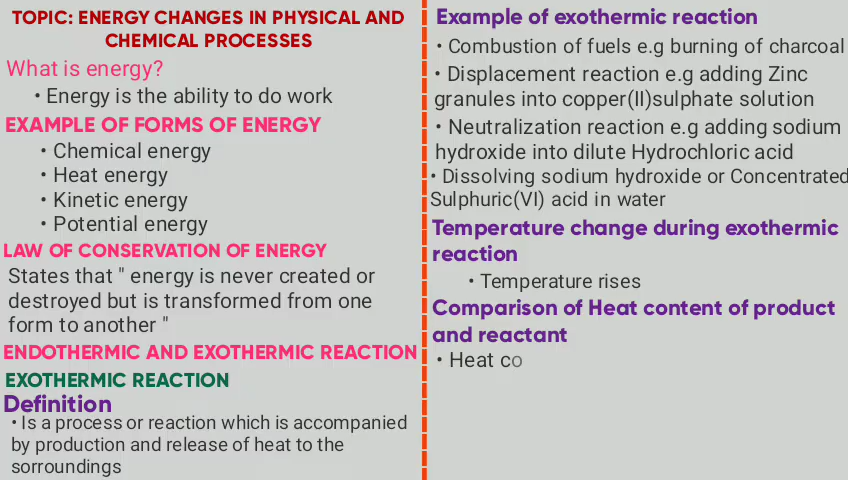 TOPIC: ENERGY CHANGES IN PHYSICAL AND
CHEMICAL PROCESSES
What is energy?
• Energy is the ability to do work
EXAMPLE OF FORMS OF ENERGY
• Chemical energy
• Heat energy
• Kinetic energy
• Potential energy
LAW OF CONSERVATION OF ENERGY
States that " energy is never created or
destroyed but is transformed from one
form to another "
ENDOTHERMIC AND EXOTHERMIC REACTION
EXOTHERMIC REACTION
Definition
• Is a process or reaction which is accompanied
by production and release of heat to the
sorroundings
Example of exothermic reaction
• Combustion of fuels e.g burning of charcoal
• Displacement reaction e.g adding Zinc
granules into copper(II)sulphate solution
• Neutralization reaction e.g adding sodium
hydroxide into dilute Hydrochloric acid
• Dissolving sodium hydroxide or Concentrated
Sulphuric(VI) acid in water
Temperature change during exothermic
reaction
• Temperature rises
Comparison of Heat content of product
and reactant
• Heat co